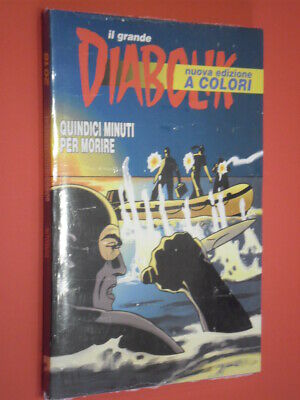 il grande
DIABOLIK
nuova edizione
A COLORI
QUINDICI MINUTI
PER MORIRE